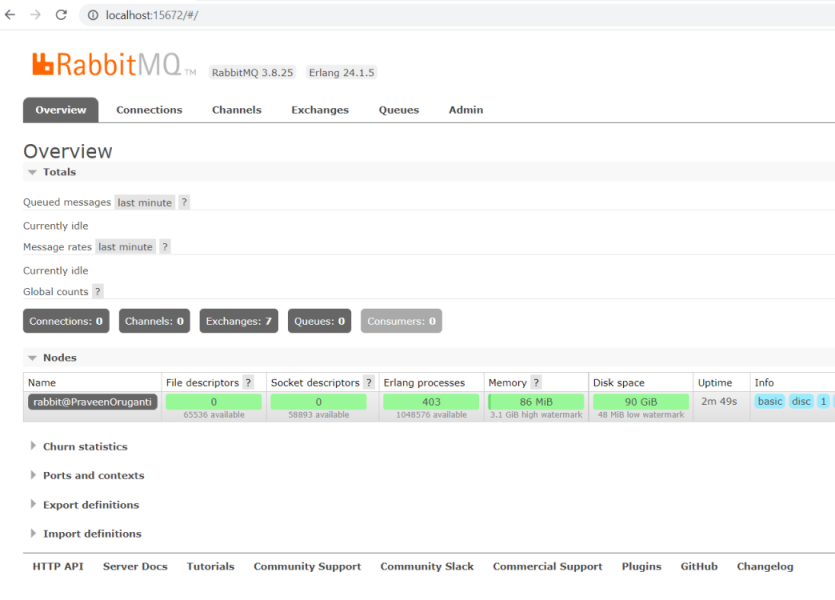 localhost:15672/#/
RabbitMQ TM RabbitMQ 3.8.25 Erlang 24.1.5
Overview Connections Channels Exchanges Queues Admin
Overview
Totals
Queued messages last minute ?
Currently idle
Message rates last minute ?
Currently idle
Global counts ?
Connections: 0 Channels: 0 Exchanges: 7 Queues: 0 Consumers: 0
Nodes
Name File descriptors ? Socket descriptors ? Erlang processes Memory ? Disk space Uptime Info
rabbit@PraveenOruganti 0 0 403 86 MiB 90 GiB 2m 49s basic disc 1
65536 available 58893 available 1048576 available 3.1 GiB high watermark 48 MiB low watermark
Churn statistics
Ports and contexts
Export definitions
Import definitions
HTTP API Server Docs Tutorials Community Support Community Slack Commercial Support Plugins GitHub Changelog